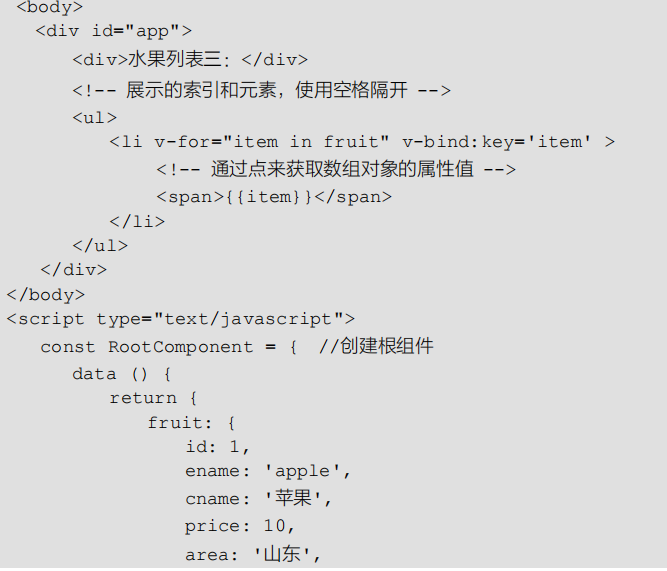 <body>
<div id="app">
<div>水果列表三：</div>
<!-- 展示的索引和元素，使用空格隔开 -->
<ul>
<li v-for="item in fruit" v-bind:key='item' >
<!-- 通过点来获取数组对象的属性值 -->
<span>{{item}}</span>
</li>
</ul>
</div>
</body>
<script type="text/javascript">
const RootComponent = {  //创建根组件
data () {
return {
fruit: {
id: 1,
ename: 'apple',
cname: '苹果',
price: 10,
area: '山东',